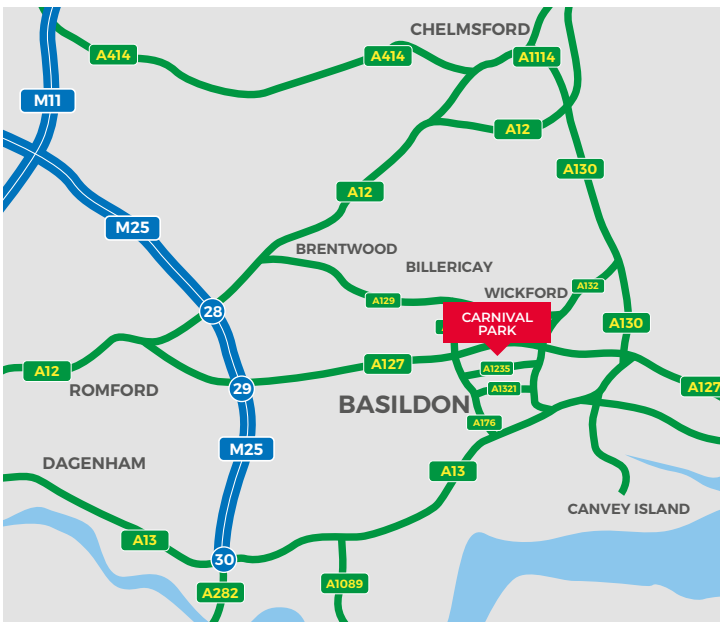 CHELMSFORD
A414
A414
A1114
M11
A12
A130
A12
M25
BRENTWOOD
BILLERICAY
A132
WICKFORD
A129
28
CARNIVAL
PARK
A130
A127
A1235
A12
ROMFORD
29
A1321
A127
BASILDON
A176
M25
DAGENHAM
A13
CANVEY ISLAND
A13
30
A1089
A282